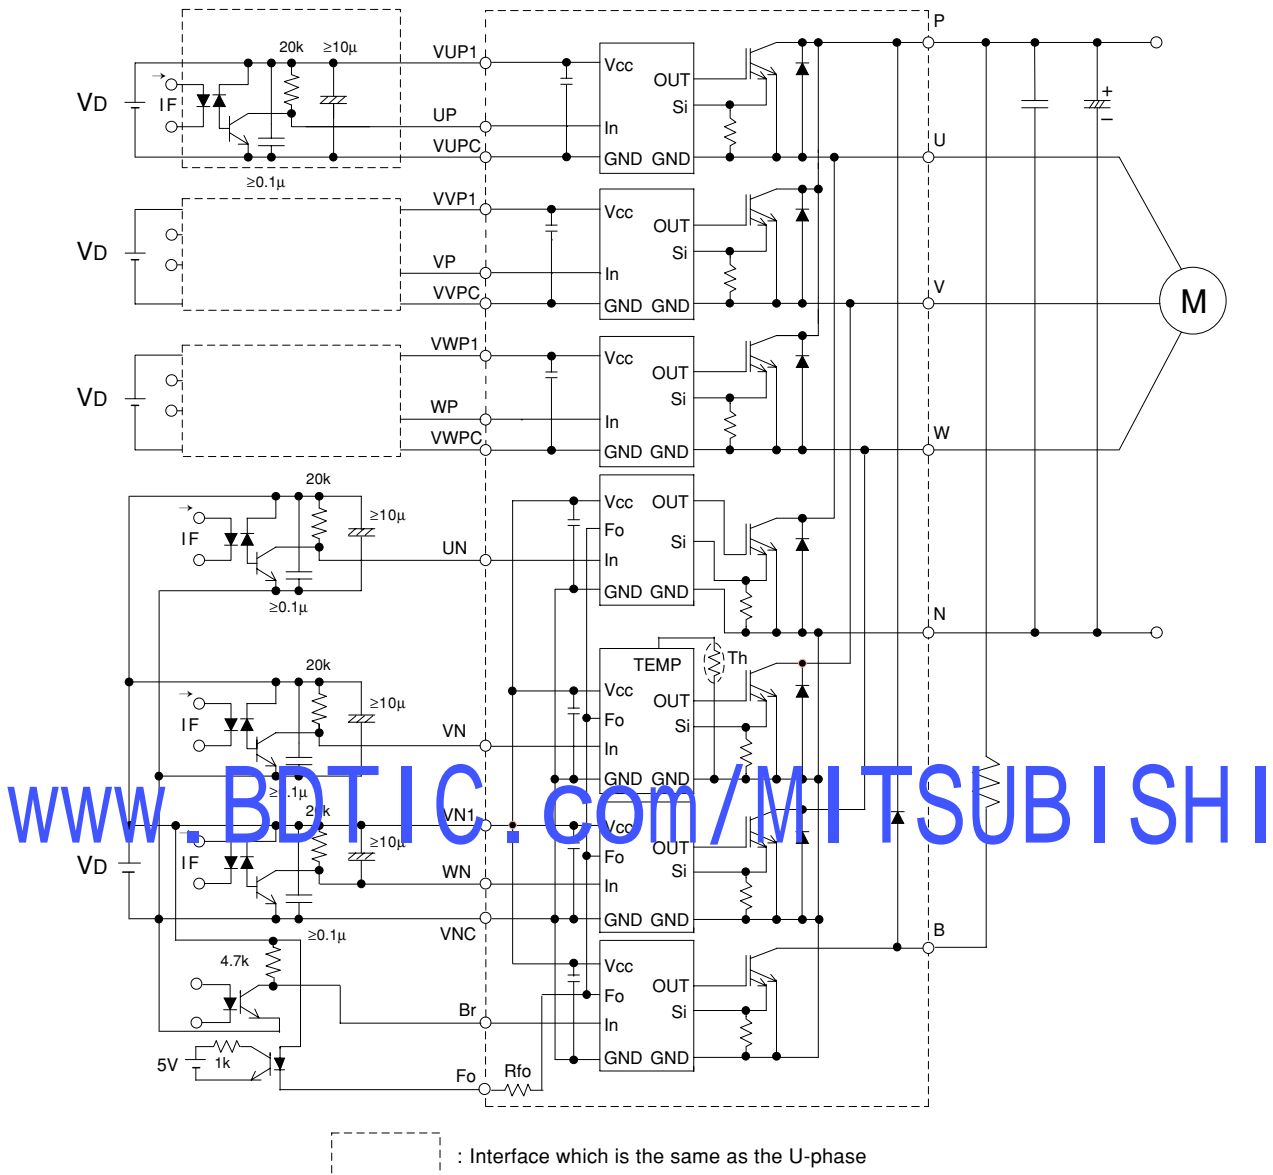 P
20k ≥10µ
VUP1
Vcc
OUT
VD IF
+
Si
–
UP
In
U
VUPC
GND GND
≥0.1µ
VVP1
Vcc
OUT
VD
Si
VP
In
V
VVPC
GND GND
M
VWP1
Vcc
OUT
VD
Si
WP
In
W
VWPC
GND GND
20k
Vcc OUT
≥10µ
Fo
IF
Si
UN
In
GND GND
≥0.1µ
N
20k
TEMP Th
Vcc
OUT
≥10µ
Fo
IF
Si
VN
In
GND GND
≥0.1µ
www.BDTIC.com/MITSUBISHI
20k
VN1
Vcc
OUT
≥10µ
Fo
VD IF
Si
WN
In
GND GND
VNC
≥0.1µ
B
4.7k
Vcc
OUT
Fo
Br
Si
In
5V 1k
GND GND
Fo Rfo
: Interface which is the same as the U-phase